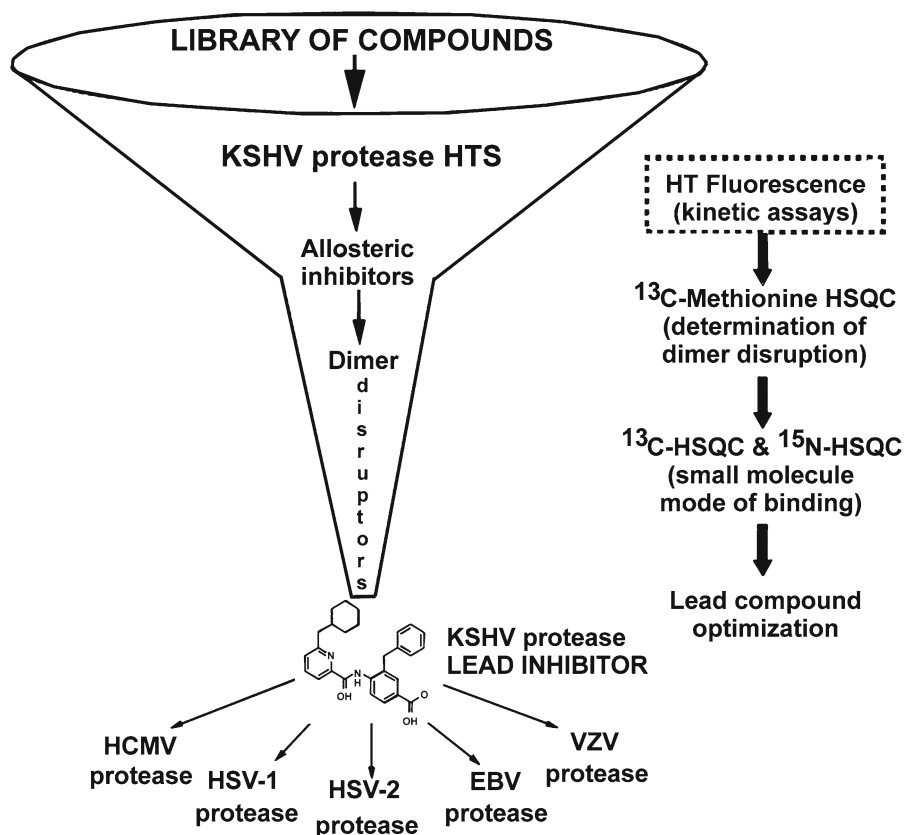 LIBRARY OF COMPOUNDS
KSHV protease HTS
Allosteric
inhibitors
Dimer
d
i
s
r
u
p
t
o
r
s
N
N
H
OH
O
OH
KSHV protease
LEAD INHIBITOR
HCMV
protease
HSV-1
protease
HSV-2
protease
EBV
protease
VZV
protease
HT Fluorescence
(kinetic assays)
13C-Methionine HSQC
(determination of
dimer disruption)
13C-HSQC & 15N-HSQC
(small molecule
mode of binding)
Lead compound
optimization